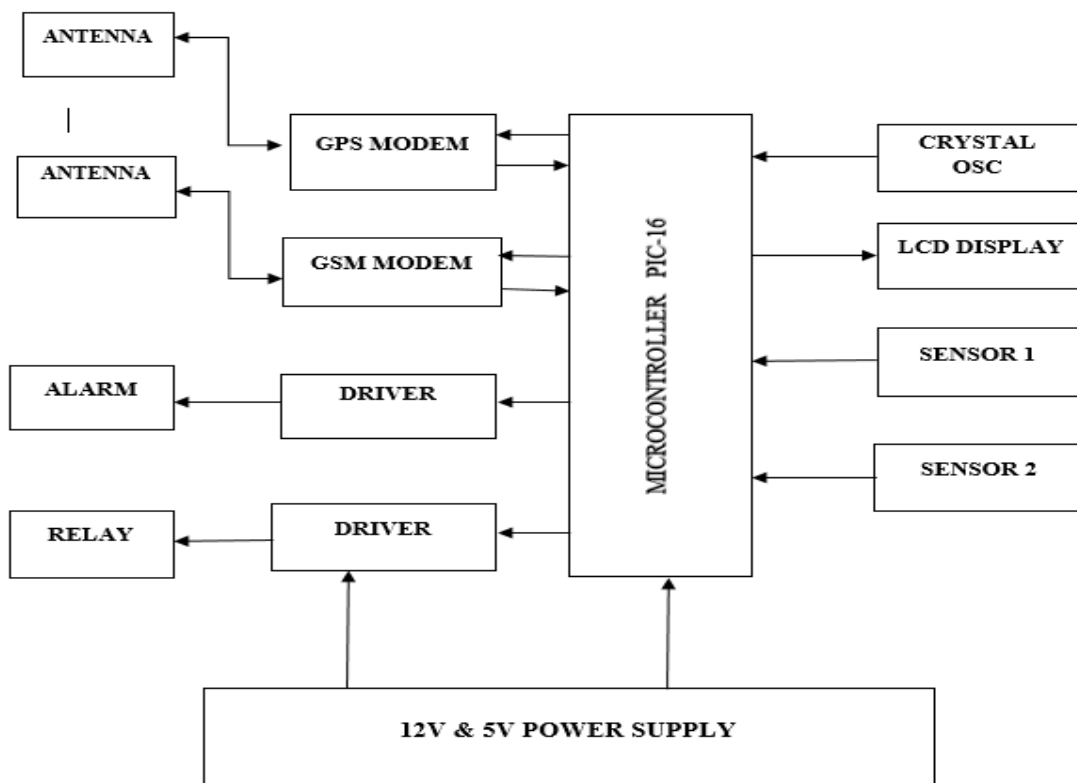 ANTENNA
GPS MODEM
ANTENNA
GSM MODEM
ALARM
DRIVER
RELAY
DRIVER
MICROCONTROLLER PIC-16
CRYSTAL
OSC
LCD DISPLAY
SENSOR 1
SENSOR 2
12V & 5V POWER SUPPLY